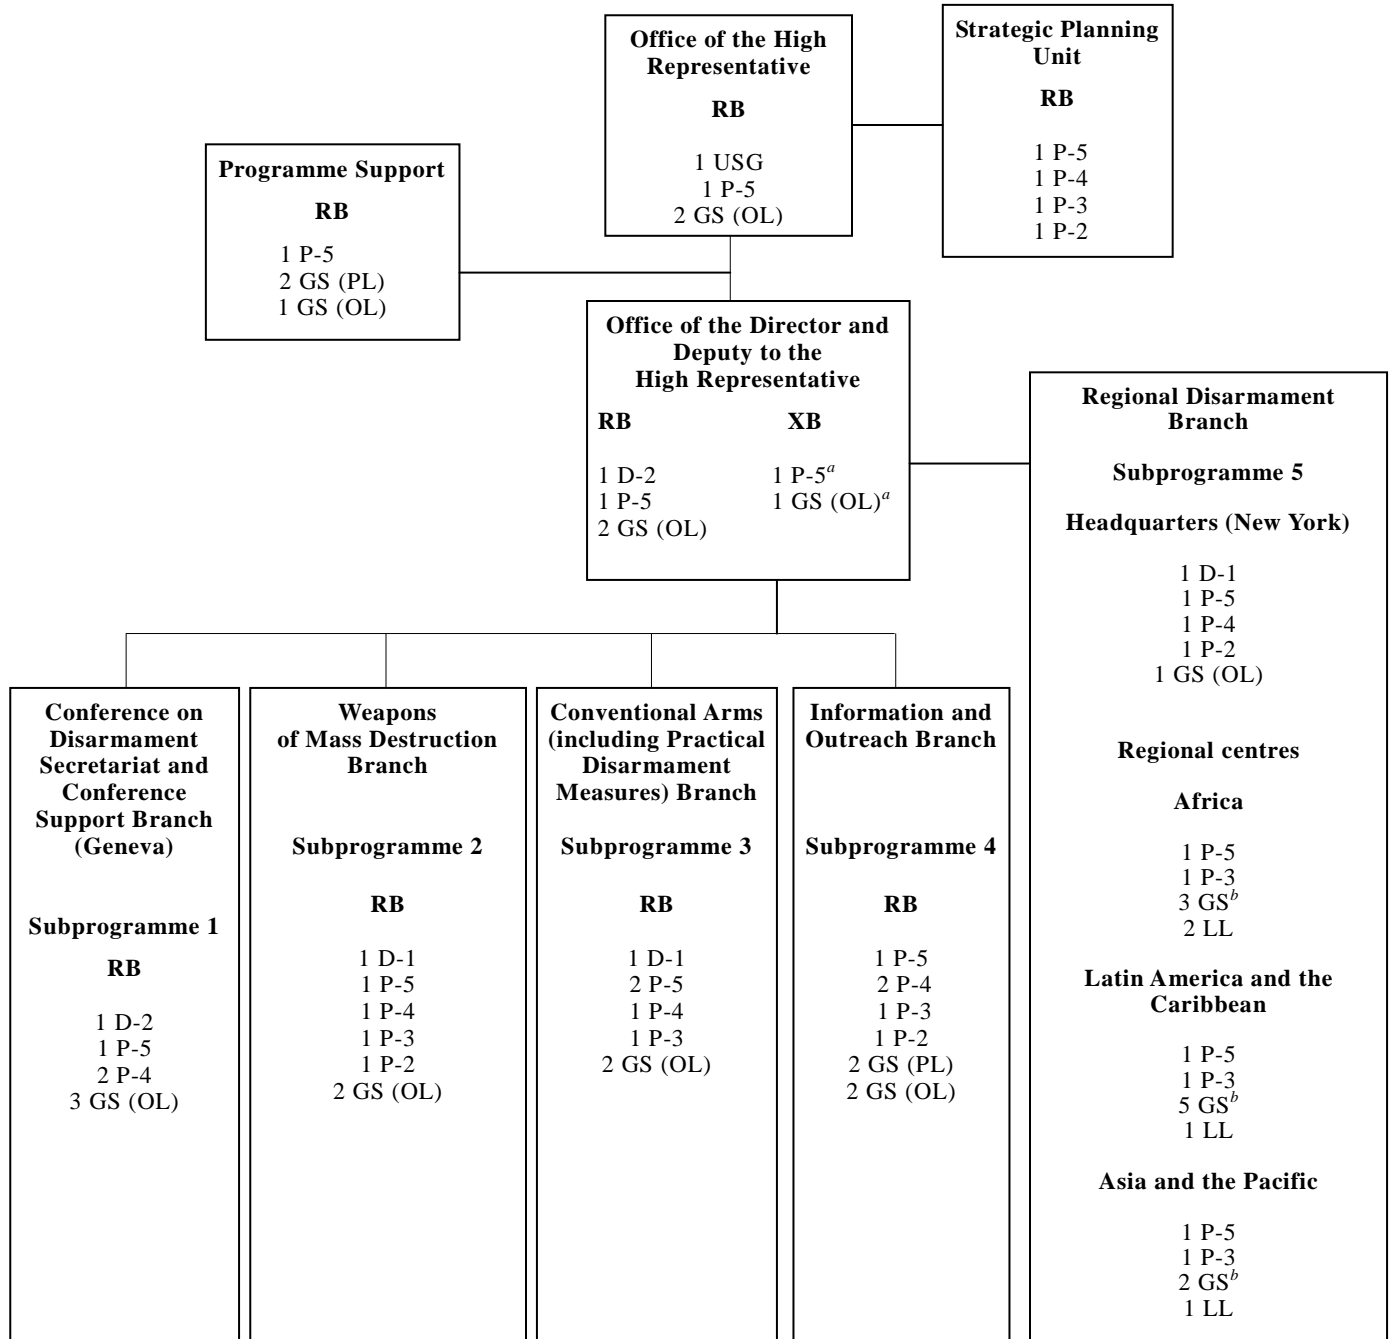 Office of the High
Representative
RB
1 USG
1 P-5
2 GS (OL)
Strategic Planning
Unit
RB
1 P-5
1 P-4
1 P-3
1 P-2
Programme Support
RB
1 P-5
2 GS (PL)
1 GS (OL)
Office of the Director and
Deputy to the
High Representative
RB XB
1 D-2 1 P-5a
1 P-5 1 GS (OL)a
2 GS (OL)
Regional Disarmament
Branch
Subprogramme 5
Headquarters (New York)
1 D-1
1 P-5
1 P-4
1 P-2
1 GS (OL)
Regional centres
Africa
1 P-5
1 P-3
3 GSb
2 LL
Latin America and the
Caribbean
1 P-5
1 P-3
5 GSb
1 LL
Asia and the Pacific
1 P-5
1 P-3
2 GSb
1 LL
Conference on
Disarmament
Secretariat and
Conference
Support Branch
(Geneva)
Subprogramme 1
RB
1 D-2
1 P-5
2 P-4
3 GS (OL)
Weapons
of Mass Destruction
Branch
Subprogramme 2
RB
1 D-1
1 P-5
1 P-4
1 P-3
1 P-2
2 GS (OL)
Conventional Arms
(including Practical
Disarmament
Measures) Branch
Subprogramme 3
RB
1 D-1
2 P-5
1 P-4
1 P-3
2 GS (OL)
Information and
Outreach Branch
Subprogramme 4
RB
1 P-5
2 P-4
1 P-3
1 P-2
2 GS (PL)
2 GS (OL)